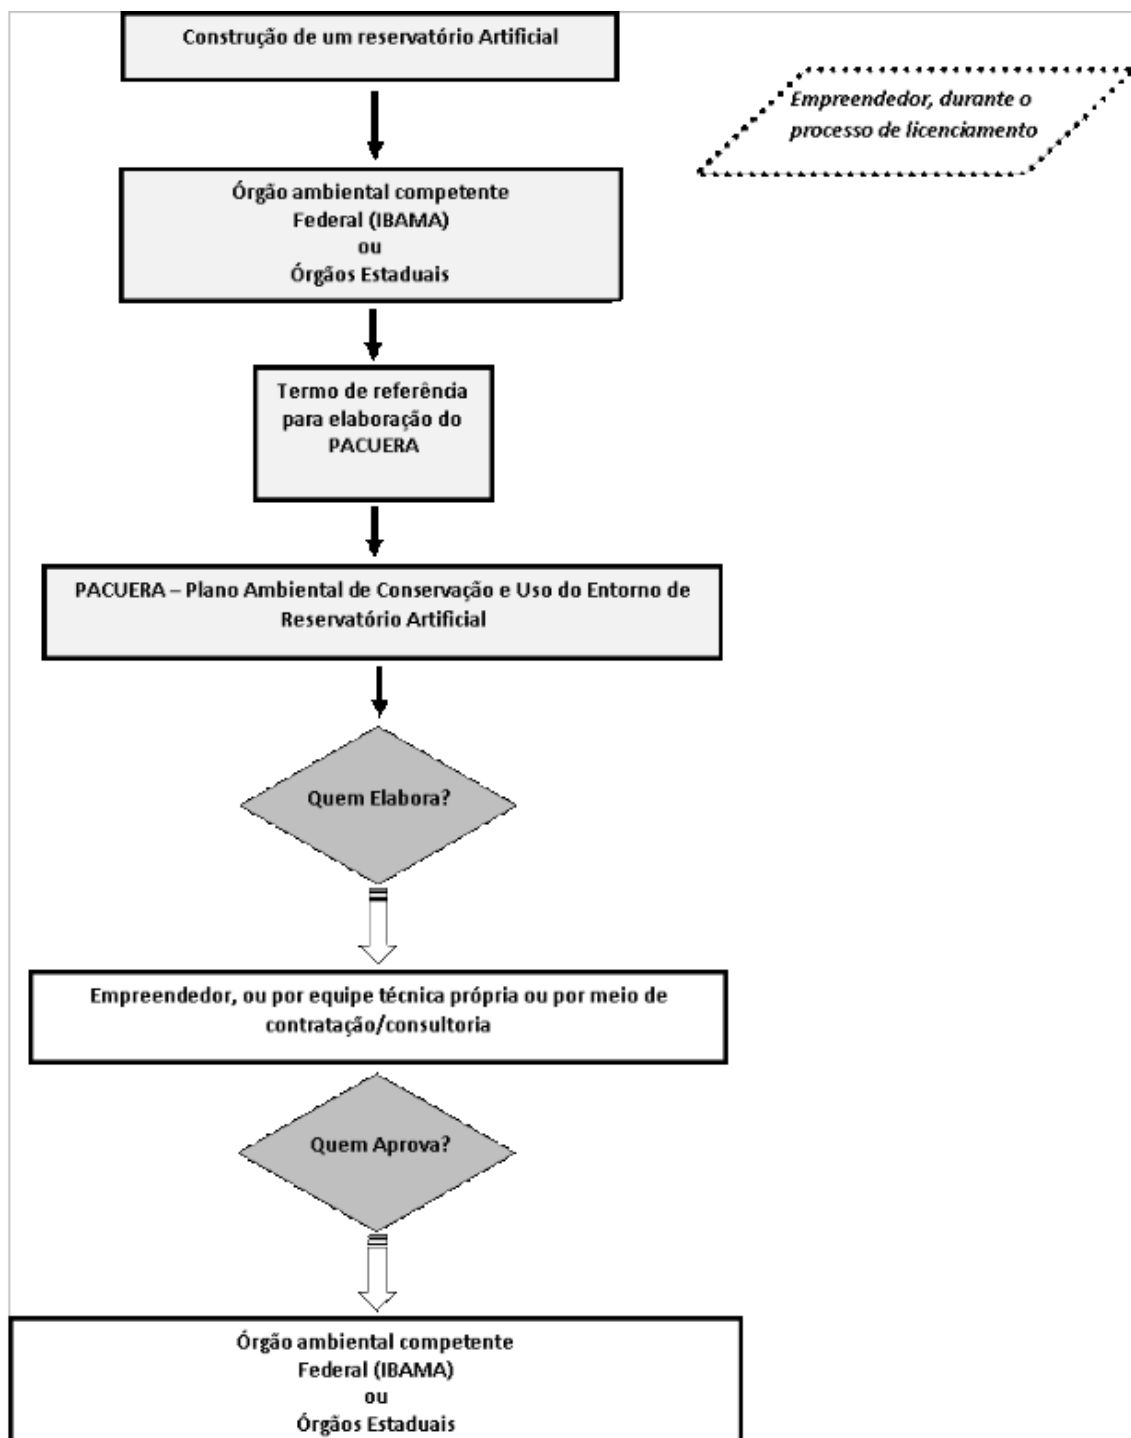 Construção de um reservatório Artificial
Empreendedor, durante o
processo de licenciamento
Órgão ambiental competente
Federal (IBAMA)
ou
Órgãos Estaduais
Termo de referência
para elaboração do
PACUERA
PACUERA – Plano Ambiental de Conservação e Uso do Entorno de
Reservatório Artificial
Quem Elabora?
Empreendedor, ou por equipe técnica própria ou por meio de
contratação/consultoria
Quem Aprova?
Órgão ambiental competente
Federal (IBAMA)
ou
Órgãos Estaduais